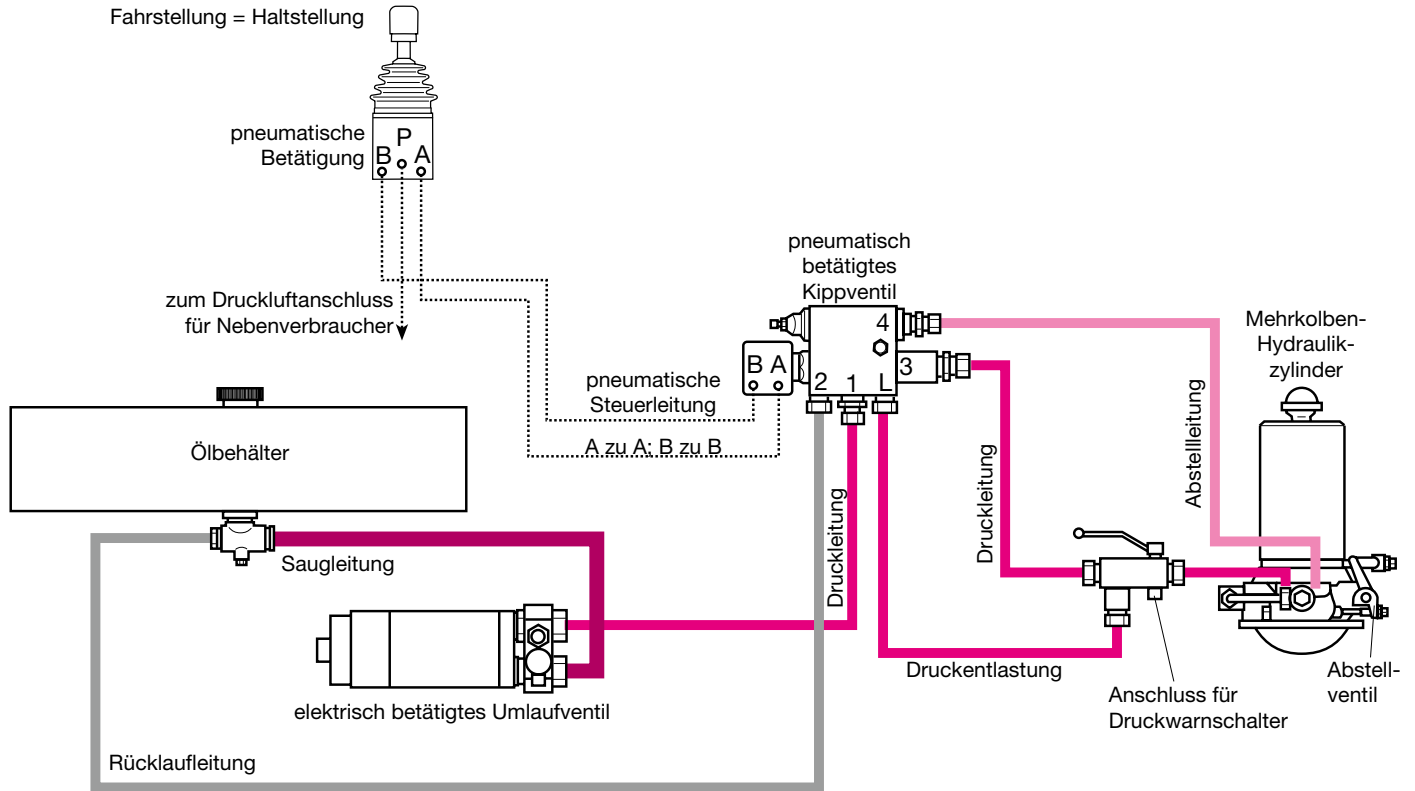 Fahrstellung = Haltstellung
pneumatische
Betätigung
P
B
A
zum Druckluftanschluss
für Nebenverbraucher
pneumatisch
betätigtes
Kippventil
4
B A
3
2
1
L
pneumatische
Steuerleitung
A zu A; B zu B
Mehrkolben-
Hydraulik-
zylinder
Ölbehälter
Saugleitung
Druckleitung
Druckleitung
Abstellleitung
elektrisch betätigtes Umlaufventil
Druckentlastung
Anschluss für
Druckwarnschalter
Abstell-
ventil
Rücklaufleitung